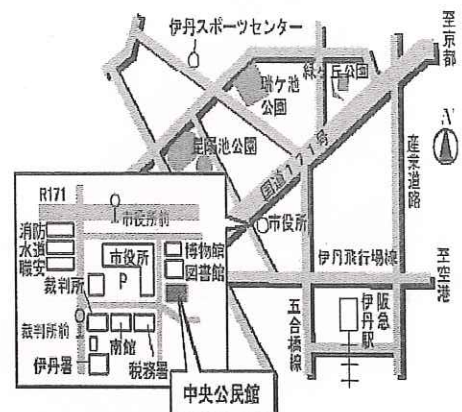 至京都
伊丹スポーツセンター
緑ケ丘公園
瑞ケ池
公園
N
昆陽池公園
国道171号
産業道路
R171
市役所前
市役所
消防
水道
職安
市役所
博物館
図書館
伊丹飛行場線
至空港
P
裁判所
五合橋線
阪急
伊丹駅
裁判所前
南館
伊丹署
税務署
中央公民館